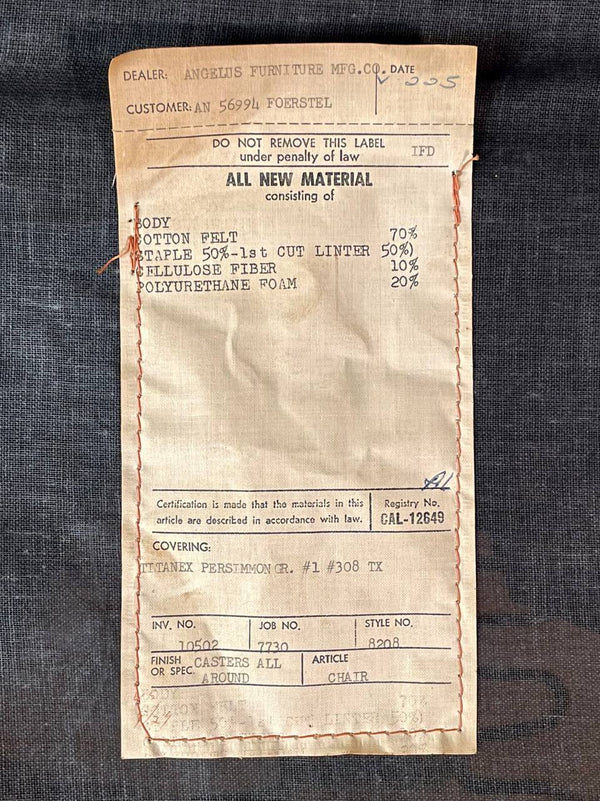 DEALER: ANGELUS FURNITURE MFG.CO. DATE
CUSTOMER: AN 56994 FOERSTEL
DO NOT REMOVE THIS LABEL
under penalty of law
IFD
ALL NEW MATERIAL
consisting of
BODY
COTTON FELT 70%
STAPLE 50%-1st CUT LINTER 50%)
CELLULOSE FIBER 10%
POLYURETHANE FOAM 20%
Certification is made that the materials in this
article are described in accordance with law.
Registry No.
CAL-12649
COVERING:
TITANEX PERSIMMON GR. #1 #308 TX
INV. NO. 10502
JOB NO. 7730
STYLE NO. 8208
FINISH OR SPEC. CASTERS ALL
AROUND
ARTICLE
CHAIR